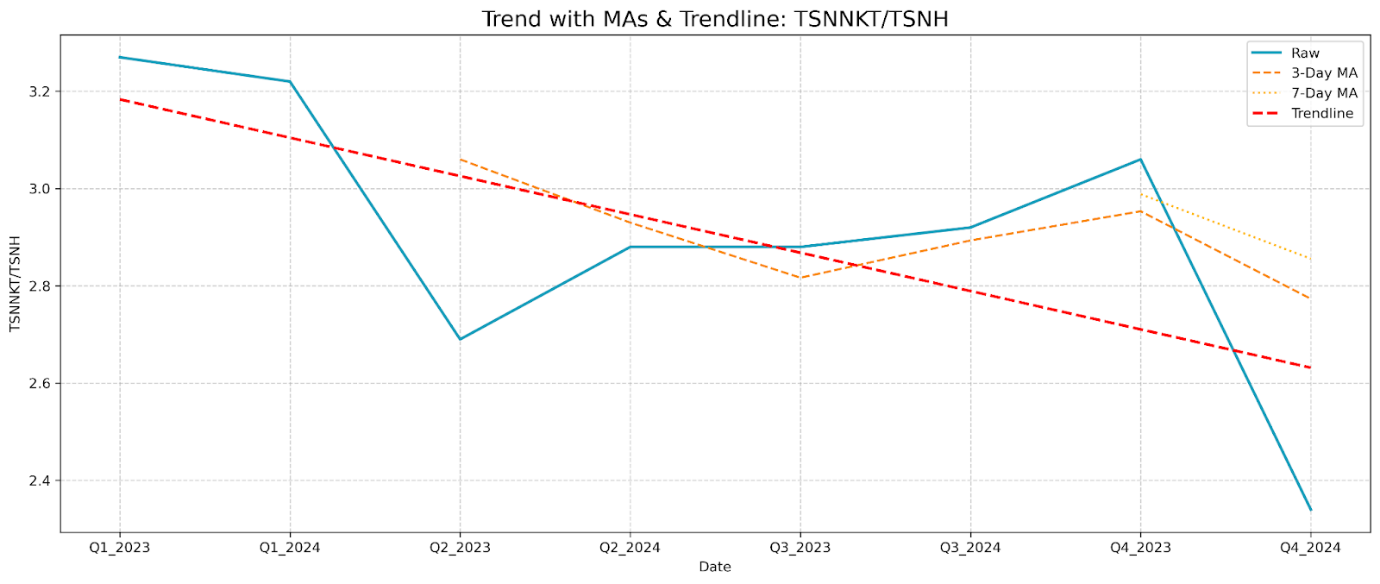 Trend with MAs & Trendline: TSNNKT/TSNH
Raw
3-Day MA
7-Day MA
Trendline
3.2
3.0
2.8
2.6
2.4
TSNNKT/TSNH
Q1_2023 Q1_2024 Q2_2023 Q2_2024 Q3_2023 Q3_2024 Q4_2023 Q4_2024
Date